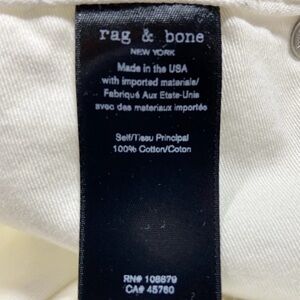 rag & bone
NEW YORK
Made in the USA
with imported materials/
Fabriqué Aux Etats-Unis
avec des materiaux importés
Self/Tissu Principal
100% Cotton/Coton
RN# 108679
CA# 45760